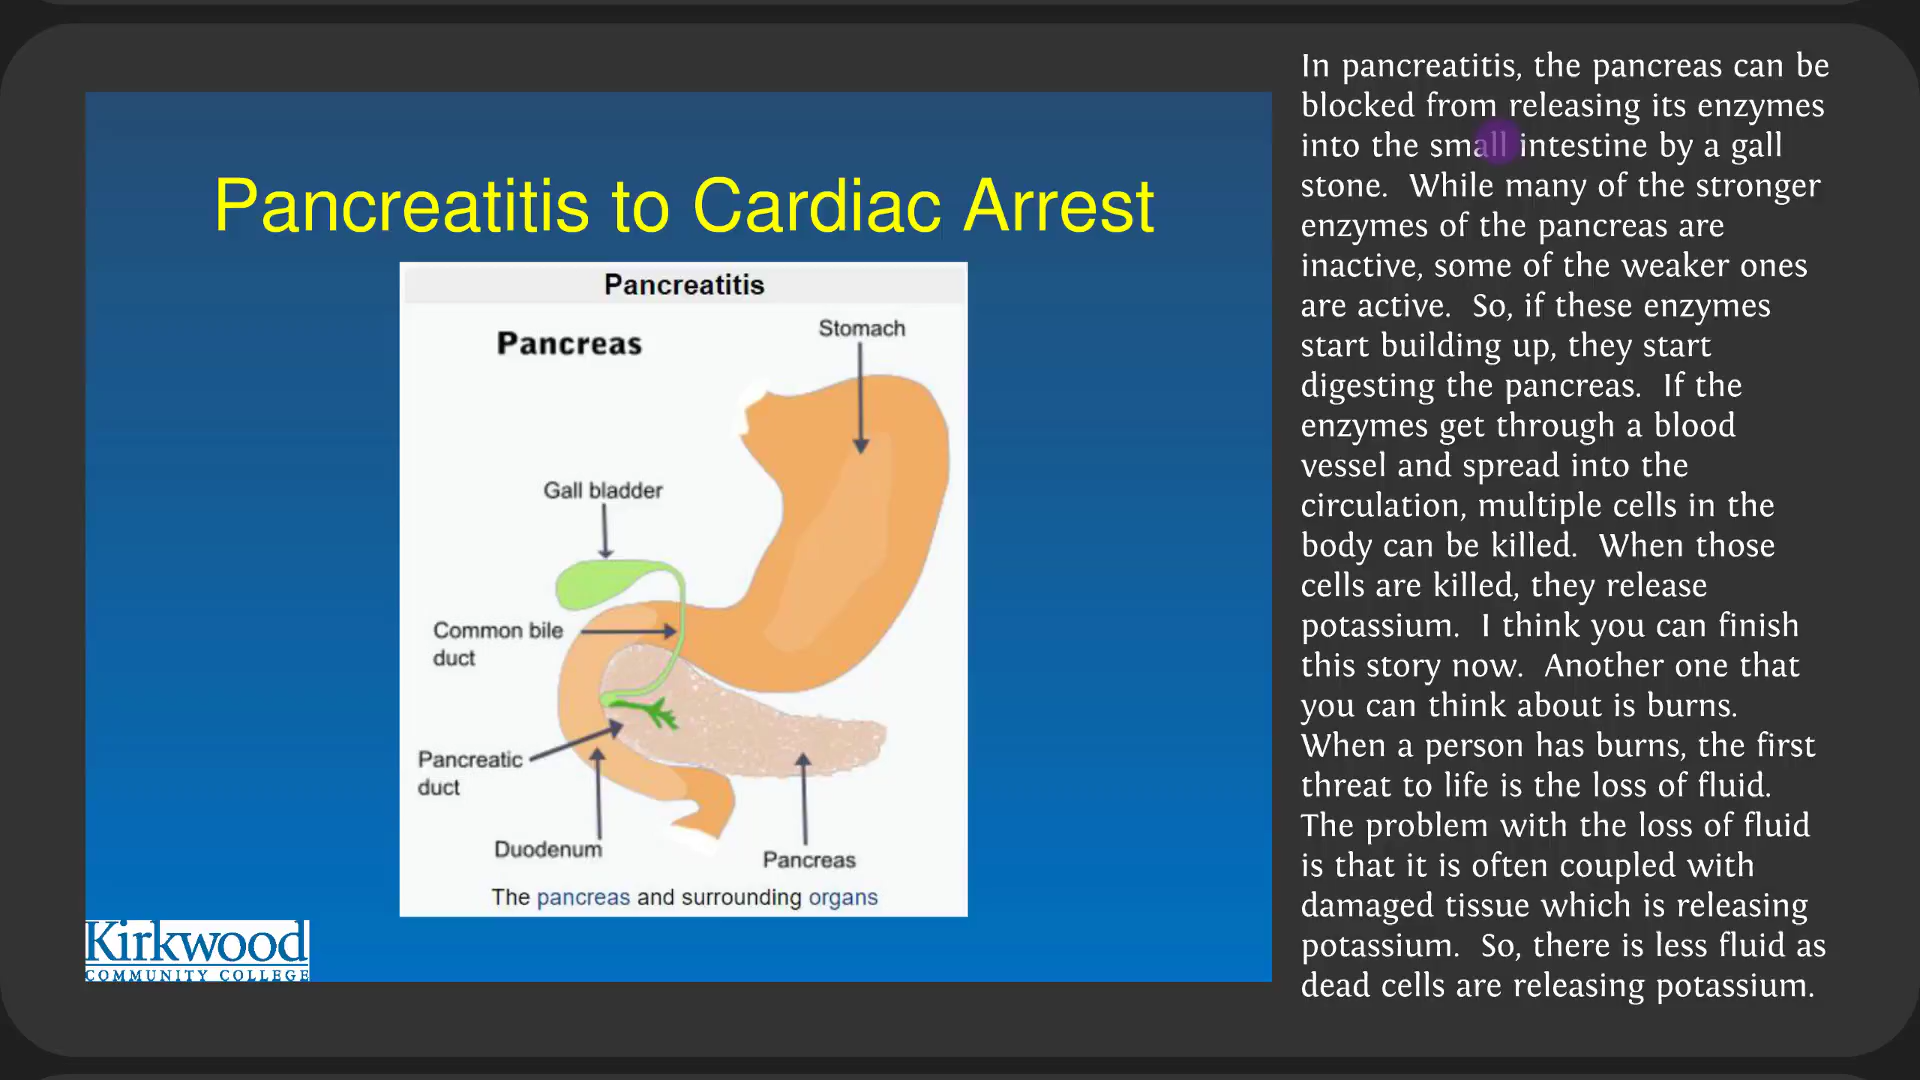 Pancreatitis to Cardiac Arrest
Pancreatitis
Pancreas
Stomach
Gall bladder
Common bile
duct
Pancreatic
duct
Duodenum
Pancreas
The pancreas and surrounding organs
Kirkwood
COMMUNITY COLLEGE
In pancreatitis, the pancreas can be
blocked from releasing its enzymes
into the small intestine by a gall
stone. While many of the stronger
enzymes of the pancreas are
inactive, some of the weaker ones
are active. So, if these enzymes
start building up, they start
digesting the pancreas. If the
enzymes get through a blood
vessel and spread into the
circulation, multiple cells in the
body can be killed. When those
cells are killed, they release
potassium. I think you can finish
this story now. Another one that
you can think about is burns.
When a person has burns, the first
threat to life is the loss of fluid.
The problem with the loss of fluid
is that it is often coupled with
damaged tissue which is releasing
potassium. So, there is less fluid as
dead cells are releasing potassium.